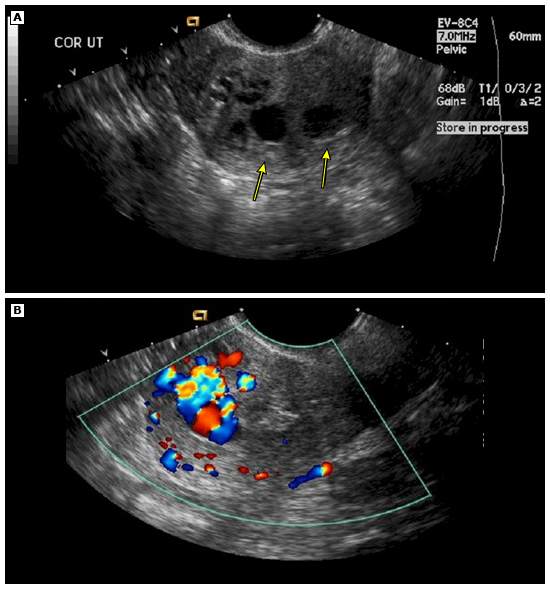 A
COR UT
EV-8C4
7.0MHz
Pelvic
60mm
68dB T1/ 0/3/2
Gain= 1dB Δ=2
Store in progress
B